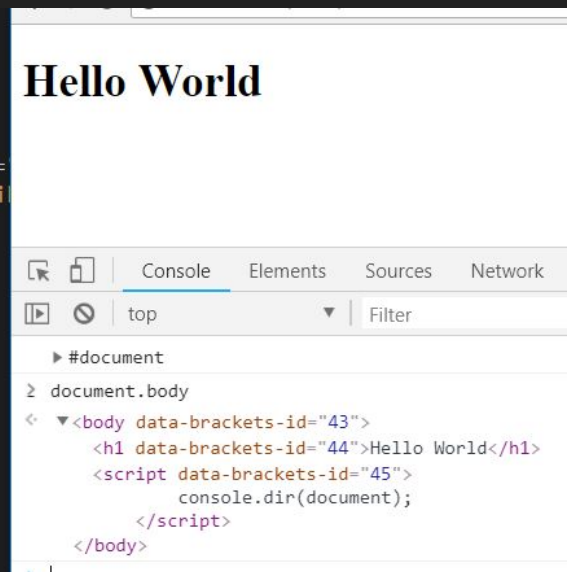 Hello World
Console Elements Sources Network
top Filter
#document
document.body
<body data-brackets-id="43">
<h1 data-brackets-id="44">Hello World</h1>
<script data-brackets-id="45">
console.dir(document);
</script>
</body>